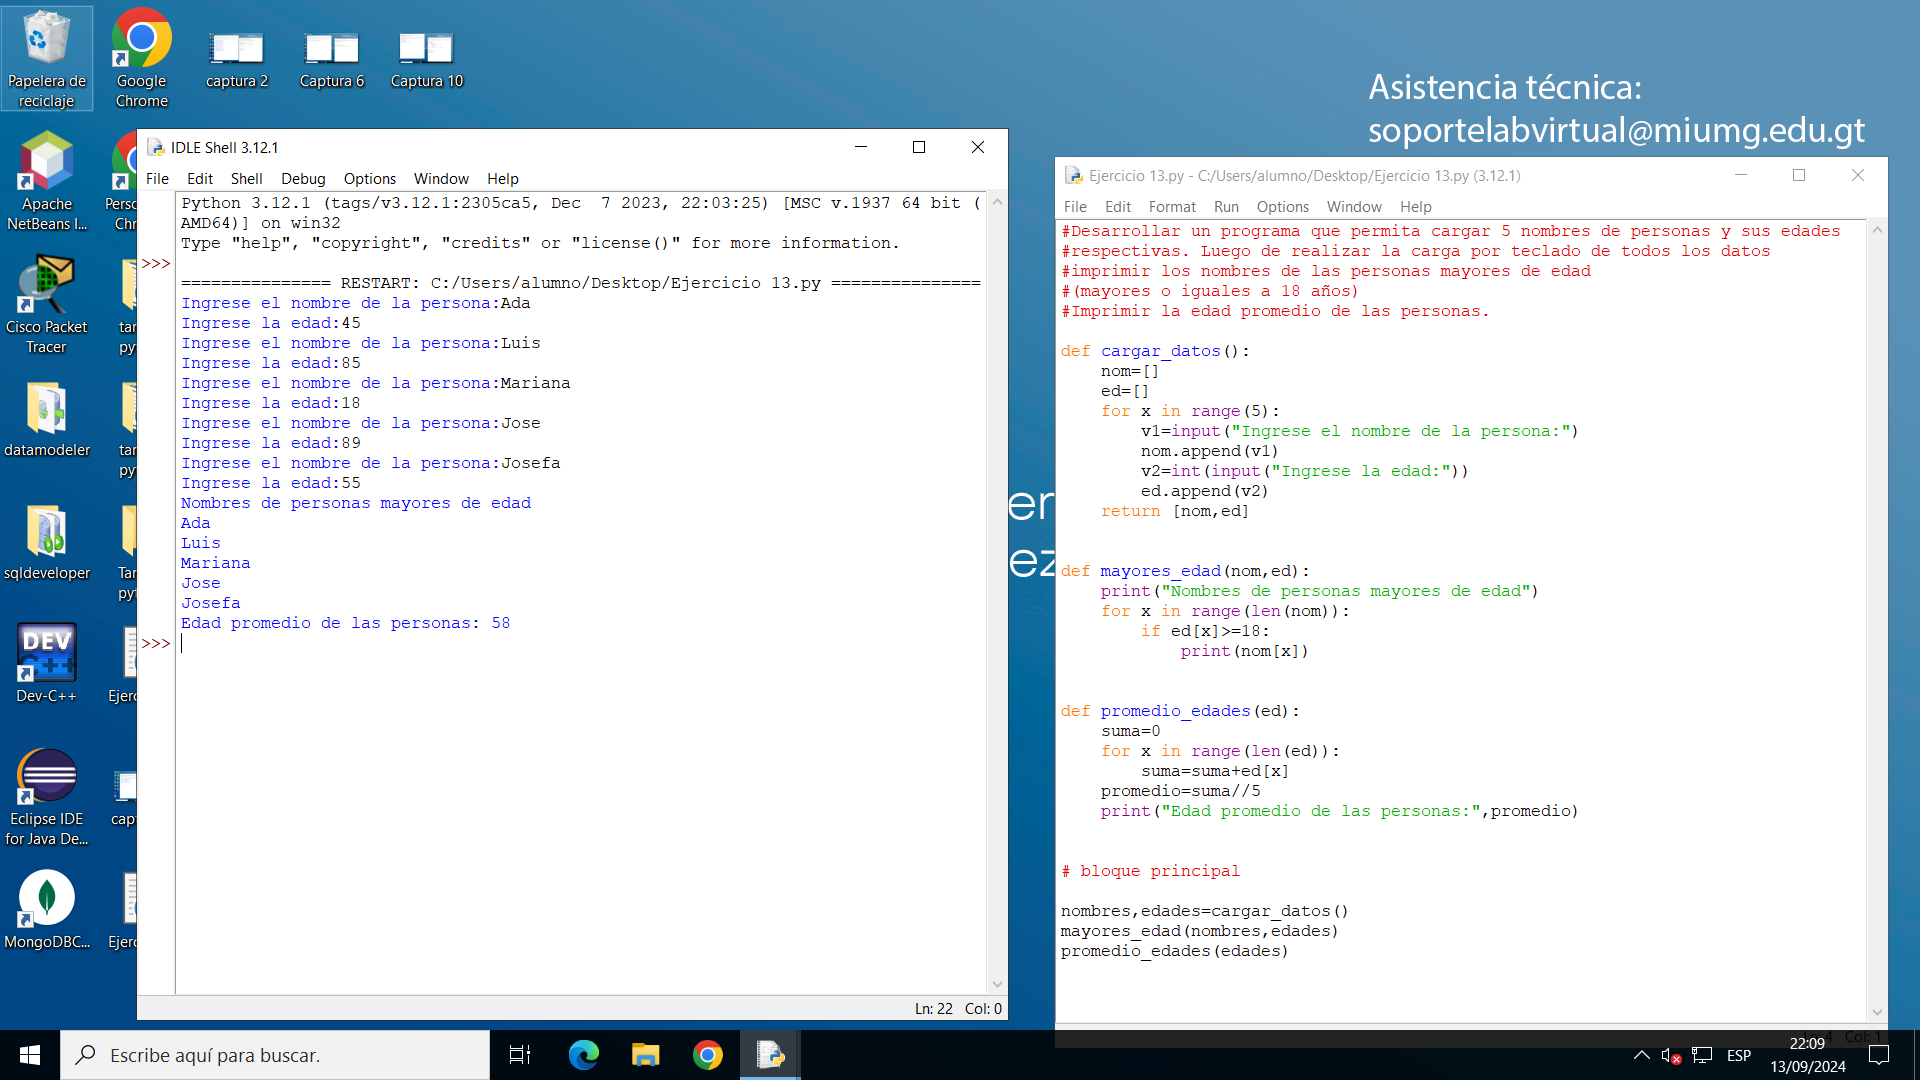 Papelera de
reciclaje
Google
Chrome
captura 2
Captura 6
Captura 10
Asistencia técnica:
soportelabvirtual@miumg.edu.gt
Apache
NetBeans I...
Cisco Packet
Tracer
datamodeler
sqldeveloper
DEV
C++
Dev-C++
Eclipse IDE
for Java De...
MongoDBC...
IDLE Shell 3.12.1
File Edit Shell Debug Options Window Help
Python 3.12.1 (tags/v3.12.1:2305ca5, Dec  7 2023, 22:03:25) [MSC v.1937 64 bit (
AMD64)] on win32
Type "help", "copyright", "credits" or "license()" for more information.
>>>
=============== RESTART: C:/Users/alumno/Desktop/Ejercicio 13.py ===============
Ingrese el nombre de la persona:Ada
Ingrese la edad:45
Ingrese el nombre de la persona:Luis
Ingrese la edad:85
Ingrese el nombre de la persona:Mariana
Ingrese la edad:18
Ingrese el nombre de la persona:Jose
Ingrese la edad:89
Ingrese el nombre de la persona:Josefa
Ingrese la edad:55
Nombres de personas mayores de edad
Ada
Luis
Mariana
Jose
Josefa
Edad promedio de las personas: 58
>>>
Ln: 22 Col: 0
Ejercicio 13.py - C:/Users/alumno/Desktop/Ejercicio 13.py (3.12.1)
File Edit Format Run Options Window Help
#Desarrollar un programa que permita cargar 5 nombres de personas y sus edades
#respectivas. Luego de realizar la carga por teclado de todos los datos
#imprimir los nombres de las personas mayores de edad
#(mayores o iguales a 18 años)
#Imprimir la edad promedio de las personas.
def cargar_datos():
    nom=[]
    ed=[]
    for x in range(5):
        v1=input("Ingrese el nombre de la persona:")
        nom.append(v1)
        v2=int(input("Ingrese la edad:"))
        ed.append(v2)
    return [nom,ed]
def mayores_edad(nom,ed):
    print("Nombres de personas mayores de edad")
    for x in range(len(nom)):
        if ed[x]>=18:
            print(nom[x])
def promedio_edades(ed):
    suma=0
    for x in range(len(ed)):
        suma=suma+ed[x]
    promedio=suma//5
    print("Edad promedio de las personas:",promedio)
# bloque principal
nombres,edades=cargar_datos()
mayores_edad(nombres,edades)
promedio_edades(edades)
Escribe aquí para buscar.
ESP
22:09
13/09/2024